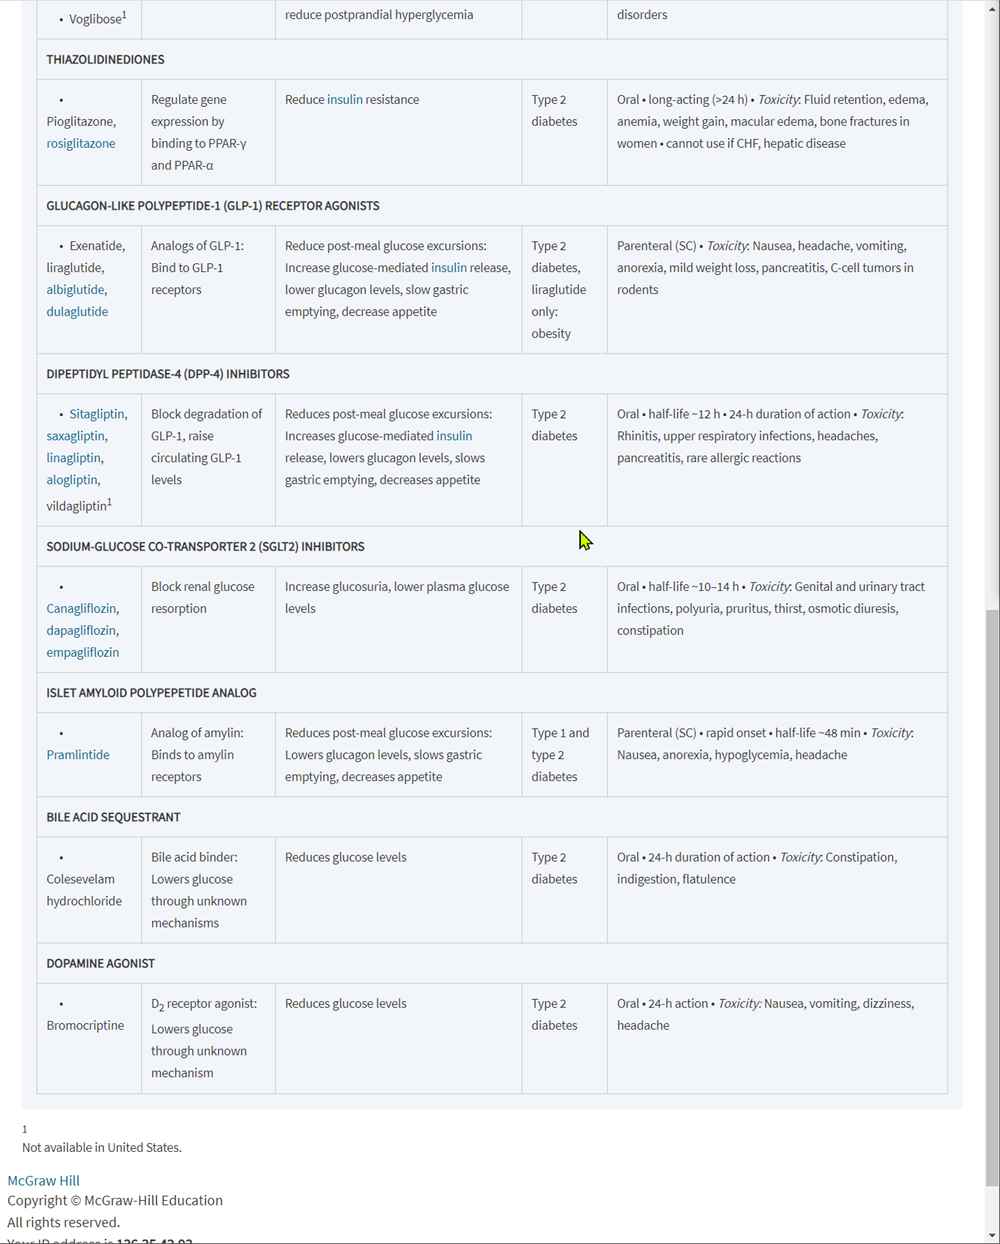 • Voglibose1
reduce postprandial hyperglycemia
disorders
THIAZOLIDINEDIONES
•
Pioglitazone,
rosiglitazone
Regulate gene
expression by
binding to PPAR-γ
and PPAR-α
Reduce insulin resistance
Type 2
diabetes
Oral • long-acting (>24 h) • Toxicity: Fluid retention, edema,
anemia, weight gain, macular edema, bone fractures in
women • cannot use if CHF, hepatic disease
GLUCAGON-LIKE POLYPEPTIDE-1 (GLP-1) RECEPTOR AGONISTS
• Exenatide,
liraglutide,
albiglutide,
dulaglutide
Analogs of GLP-1:
Bind to GLP-1
receptors
Reduce post-meal glucose excursions:
Increase glucose-mediated insulin release,
lower glucagon levels, slow gastric
emptying, decrease appetite
Type 2
diabetes,
liraglutide
only:
obesity
Parenteral (SC) • Toxicity: Nausea, headache, vomiting,
anorexia, mild weight loss, pancreatitis, C-cell tumors in
rodents
DIPEPTIDYL PEPTIDASE-4 (DPP-4) INHIBITORS
• Sitagliptin,
saxagliptin,
linagliptin,
alogliptin,
vildagliptin1
Block degradation of
GLP-1, raise
circulating GLP-1
levels
Reduces post-meal glucose excursions:
Increases glucose-mediated insulin
release, lowers glucagon levels, slows
gastric emptying, decreases appetite
Type 2
diabetes
Oral • half-life ~12 h • 24-h duration of action • Toxicity:
Rhinitis, upper respiratory infections, headaches,
pancreatitis, rare allergic reactions
SODIUM-GLUCOSE CO-TRANSPORTER 2 (SGLT2) INHIBITORS
•
Canagliflozin,
dapagliflozin,
empagliflozin
Block renal glucose
resorption
Increase glucosuria, lower plasma glucose
levels
Type 2
diabetes
Oral • half-life ~10–14 h • Toxicity: Genital and urinary tract
infections, polyuria, pruritus, thirst, osmotic diuresis,
constipation
ISLET AMYLOID POLYPEPETIDE ANALOG
•
Pramlintide
Analog of amylin:
Binds to amylin
receptors
Reduces post-meal glucose excursions:
Lowers glucagon levels, slows gastric
emptying, decreases appetite
Type 1 and
type 2
diabetes
Parenteral (SC) • rapid onset • half-life ~48 min • Toxicity:
Nausea, anorexia, hypoglycemia, headache
BILE ACID SEQUESTRANT
•
Colesevelam
hydrochloride
Bile acid binder:
Lowers glucose
through unknown
mechanisms
Reduces glucose levels
Type 2
diabetes
Oral • 24-h duration of action • Toxicity: Constipation,
indigestion, flatulence
DOPAMINE AGONIST
•
Bromocriptine
D2 receptor agonist:
Lowers glucose
through unknown
mechanism
Reduces glucose levels
Type 2
diabetes
Oral • 24-h action • Toxicity: Nausea, vomiting, dizziness,
headache
1
Not available in United States.
McGraw Hill
Copyright © McGraw-Hill Education
All rights reserved.
Your IP address is